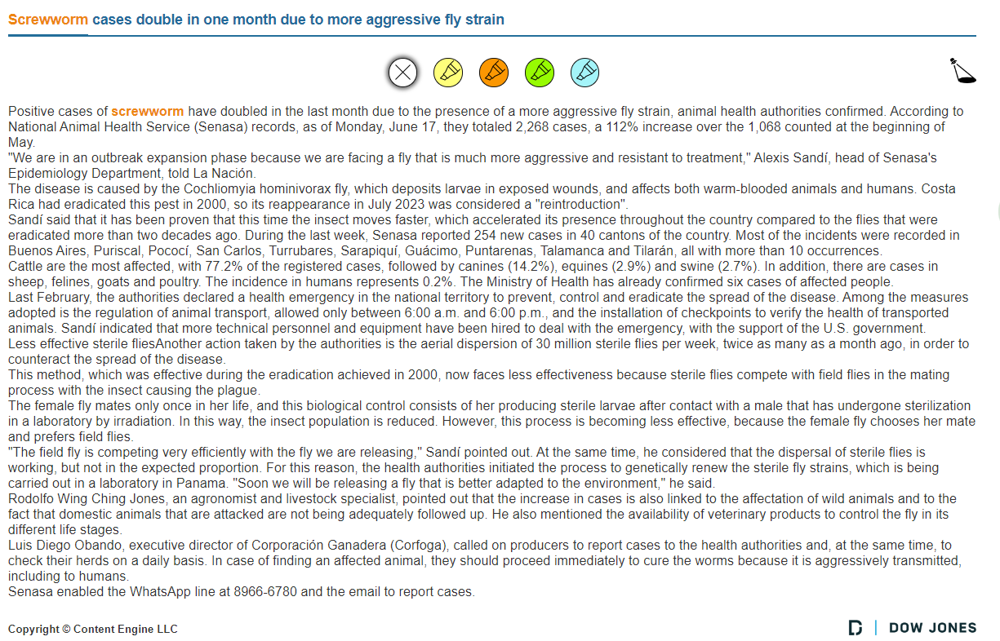 Screwworm cases double in one month due to more aggressive fly strain
Positive cases of screwworm have doubled in the last month due to the presence of a more aggressive fly strain, animal health authorities confirmed. According to
National Animal Health Service (Senasa) records, as of Monday, June 17, they totaled 2,268 cases, a 112% increase over the 1,068 counted at the beginning of
May.
"We are in an outbreak expansion phase because we are facing a fly that is much more aggressive and resistant to treatment," Alexis Sandí, head of Senasa's
Epidemiology Department, told La Nación.
The disease is caused by the Cochliomyia hominivorax fly, which deposits larvae in exposed wounds, and affects both warm-blooded animals and humans. Costa
Rica had eradicated this pest in 2000, so its reappearance in July 2023 was considered a "reintroduction".
Sandí said that it has been proven that this time the insect moves faster, which accelerated its presence throughout the country compared to the flies that were
eradicated more than two decades ago. During the last week, Senasa reported 254 new cases in 40 cantons of the country. Most of the incidents were recorded in
Buenos Aires, Puriscal, Pococí, San Carlos, Turrubares, Sarapiquí, Guácimo, Puntarenas, Talamanca and Tilarán, all with more than 10 occurrences.
Cattle are the most affected, with 77.2% of the registered cases, followed by canines (14.2%), equines (2.9%) and swine (2.7%). In addition, there are cases in
sheep, felines, goats and poultry. The incidence in humans represents 0.2%. The Ministry of Health has already confirmed six cases of affected people.
Last February, the authorities declared a health emergency in the national territory to prevent, control and eradicate the spread of the disease. Among the measures
adopted is the regulation of animal transport, allowed only between 6:00 a.m. and 6:00 p.m., and the installation of checkpoints to verify the health of transported
animals. Sandí indicated that more technical personnel and equipment have been hired to deal with the emergency, with the support of the U.S. government.
Less effective sterile fliesAnother action taken by the authorities is the aerial dispersion of 30 million sterile flies per week, twice as many as a month ago, in order to
counteract the spread of the disease.
This method, which was effective during the eradication achieved in 2000, now faces less effectiveness because sterile flies compete with field flies in the mating
process with the insect causing the plague.
The female fly mates only once in her life, and this biological control consists of her producing sterile larvae after contact with a male that has undergone sterilization
in a laboratory by irradiation. In this way, the insect population is reduced. However, this process is becoming less effective, because the female fly chooses her mate
and prefers field flies.
"The field fly is competing very efficiently with the fly we are releasing," Sandí pointed out. At the same time, he considered that the dispersal of sterile flies is
working, but not in the expected proportion. For this reason, the health authorities initiated the process to genetically renew the sterile fly strains, which is being
carried out in a laboratory in Panama. "Soon we will be releasing a fly that is better adapted to the environment," he said.
Rodolfo Wing Ching Jones, an agronomist and livestock specialist, pointed out that the increase in cases is also linked to the affectation of wild animals and to the
fact that domestic animals that are attacked are not being adequately followed up. He also mentioned the availability of veterinary products to control the fly in its
different life stages.
Luis Diego Obando, executive director of Corporación Ganadera (Corfoga), called on producers to report cases to the health authorities and, at the same time, to
check their herds on a daily basis. In case of finding an affected animal, they should proceed immediately to cure the worms because it is aggressively transmitted,
including to humans.
Senasa enabled the WhatsApp line at 8966-6780 and the email to report cases.
Copyright © Content Engine LLC
DOW JONES